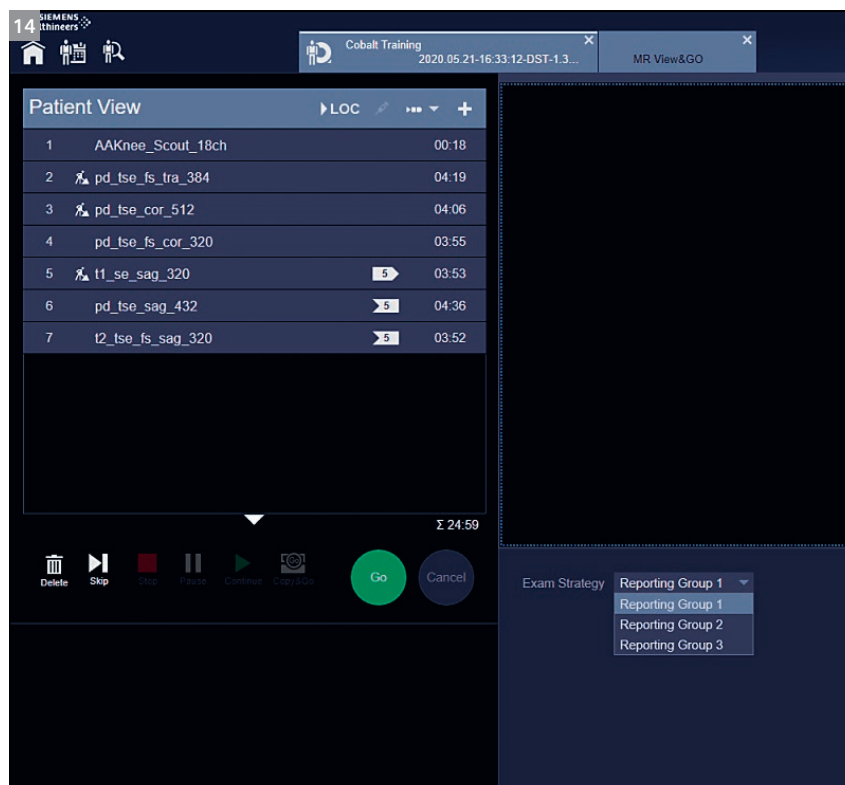 14
SIEMENS
Healthineers
Cobalt Training
2020.05.21-16:33:12-DST-1.3...
MR View&GO
Patient View LOC
1 AAKnee_Scout_18ch 00:18
2 pd_tse_fs_tra_384 04:19
3 pd_tse_cor_512 04:06
4 pd_tse_fs_cor_320 03:55
5 t1_se_sag_320 5 03:53
6 pd_tse_sag_432 5 04:36
7 t2_tse_fs_sag_320 5 03:52
Σ 24:59
Delete Skip Stop Pause Continue Copy&Go Go Cancel
Exam Strategy Reporting Group 1
Reporting Group 1
Reporting Group 2
Reporting Group 3